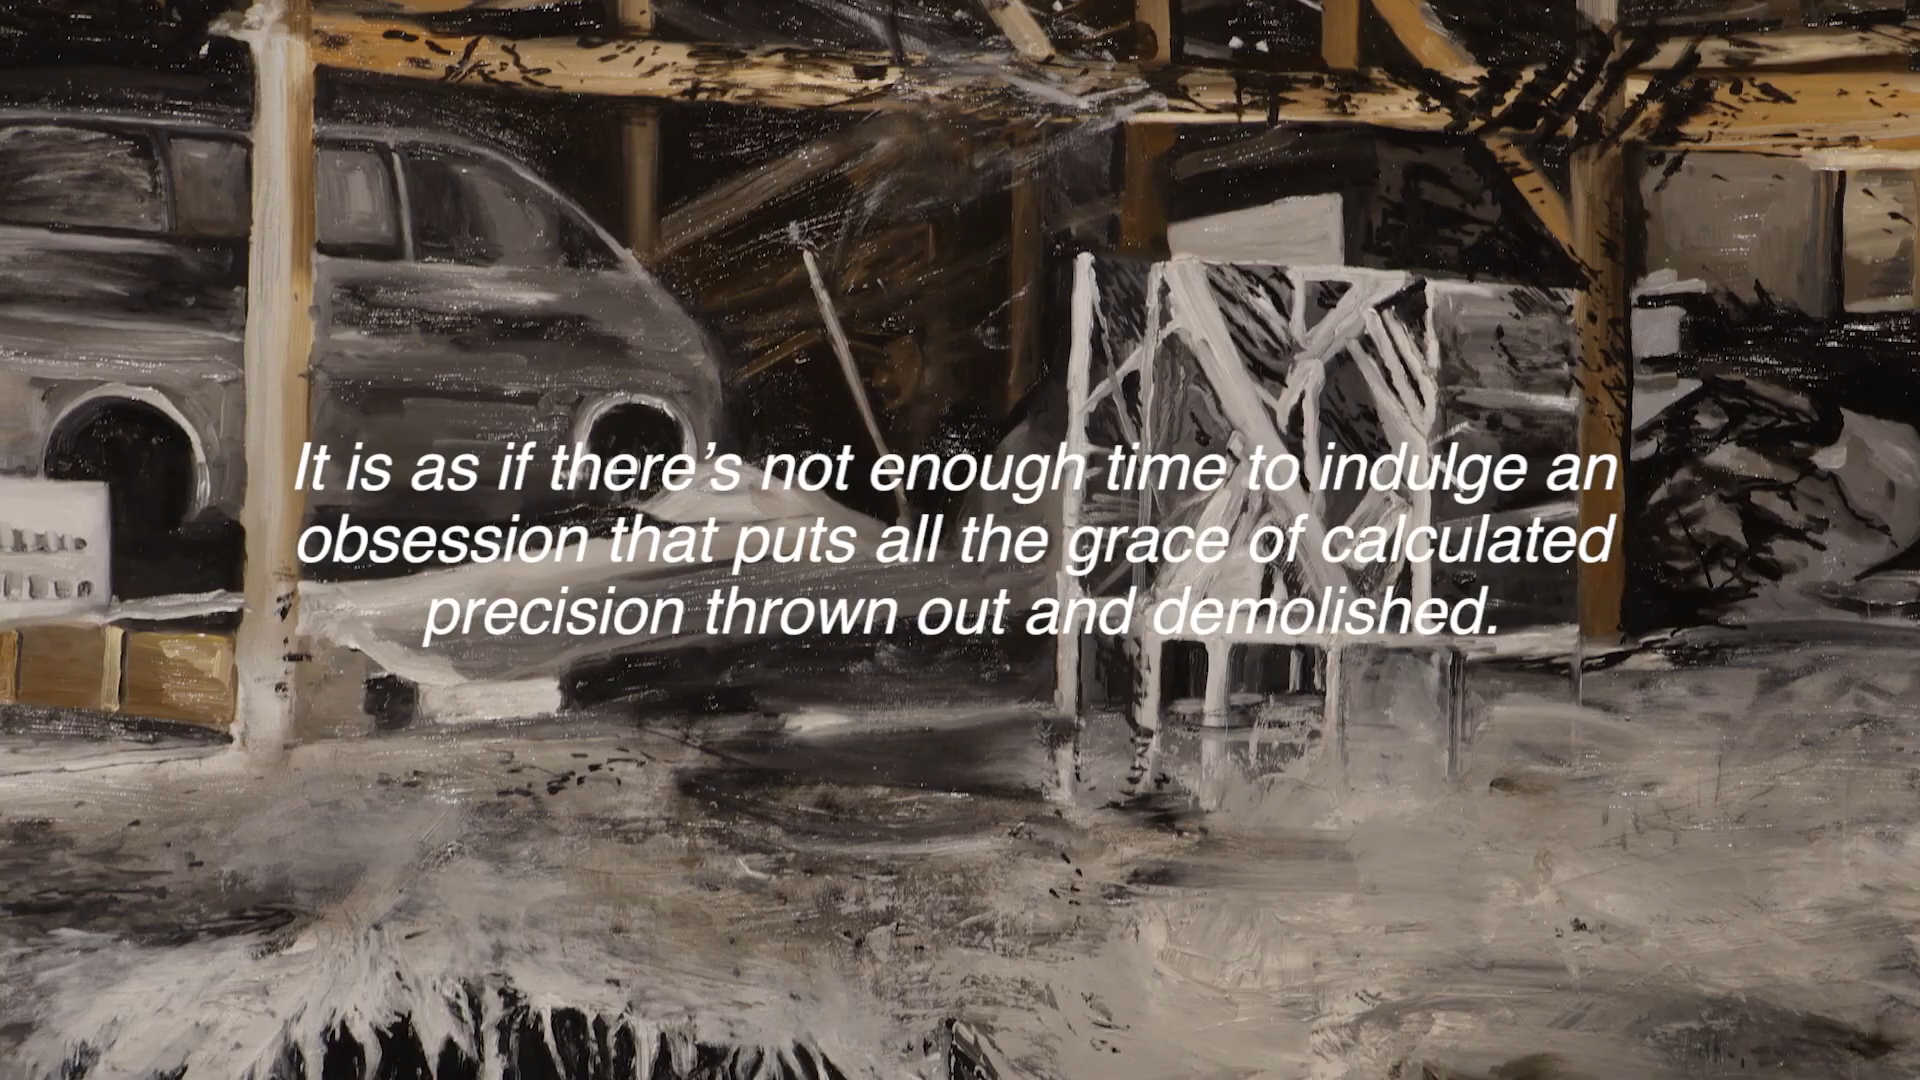 It is as if there’s not enough time to indulge an
obsession that puts all the grace of calculated
precision thrown out and demolished.